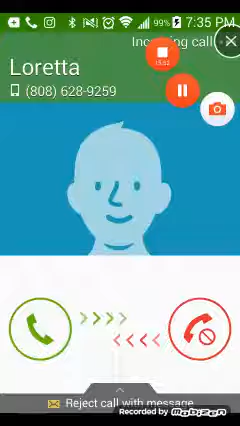 99% 7:35 PM
Incoming call
Loretta
(808) 628-9259
Reject call with message
Recorded by Mobizen